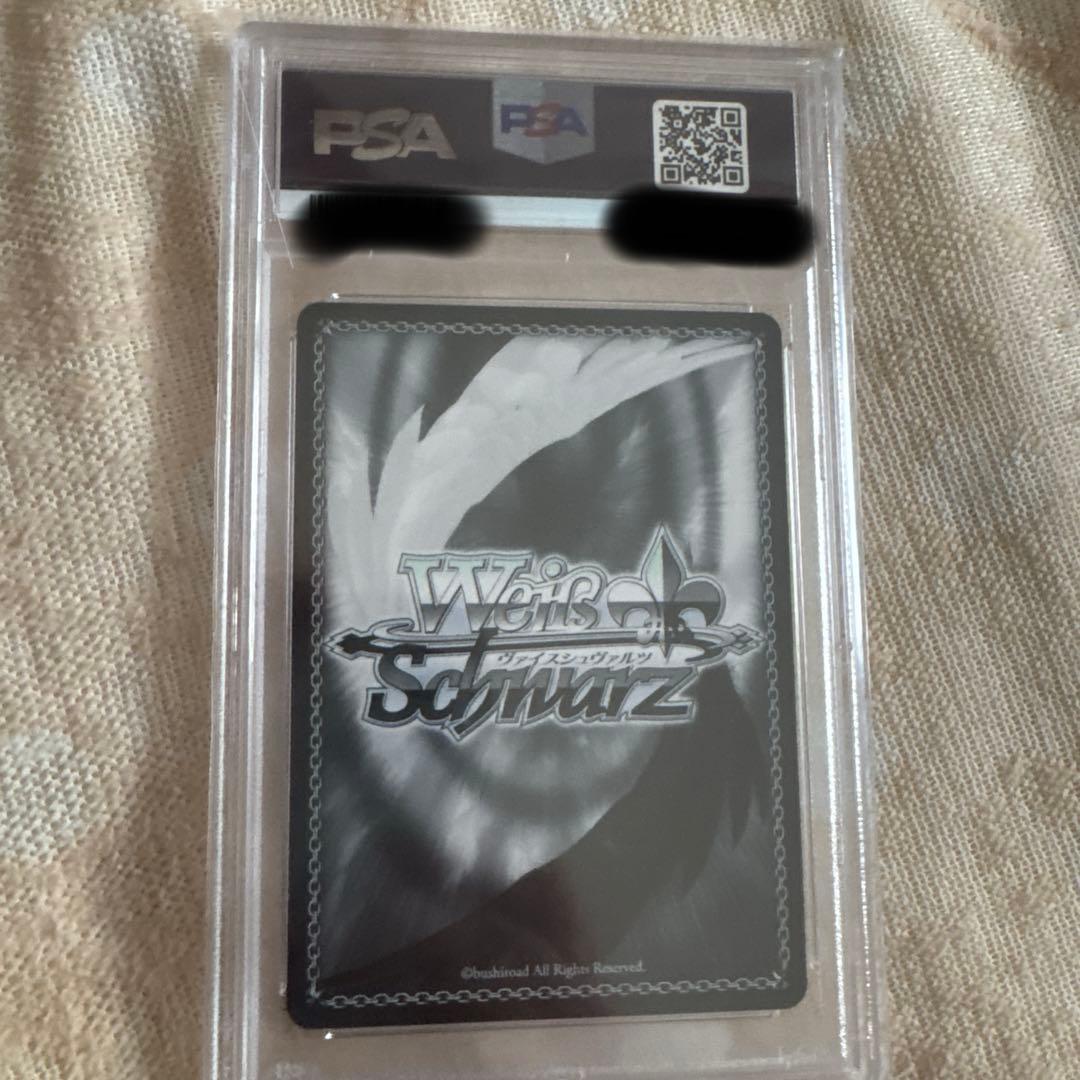 PSA
PSA
Weiß
ヴァイスシュヴァルツ
Schwarz
©bushiroad All Rights Reserved.